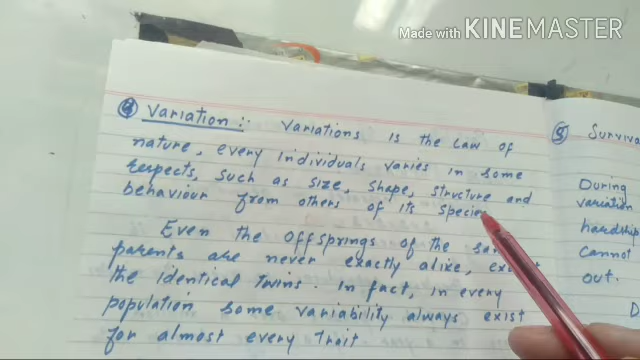 Made with KINEMASTER
④ Variation :- Variations is the Law of
nature, every individuals varies in some
respects, such as size, shape, structure and
behaviour from others of its species
Even the offsprings of the
parents are never exactly alike,
the identical twins. In fact, in every
population some variability always exist
for almost every Trait
⑤ Surviva
During
variation
hardship
cannot
out.
D